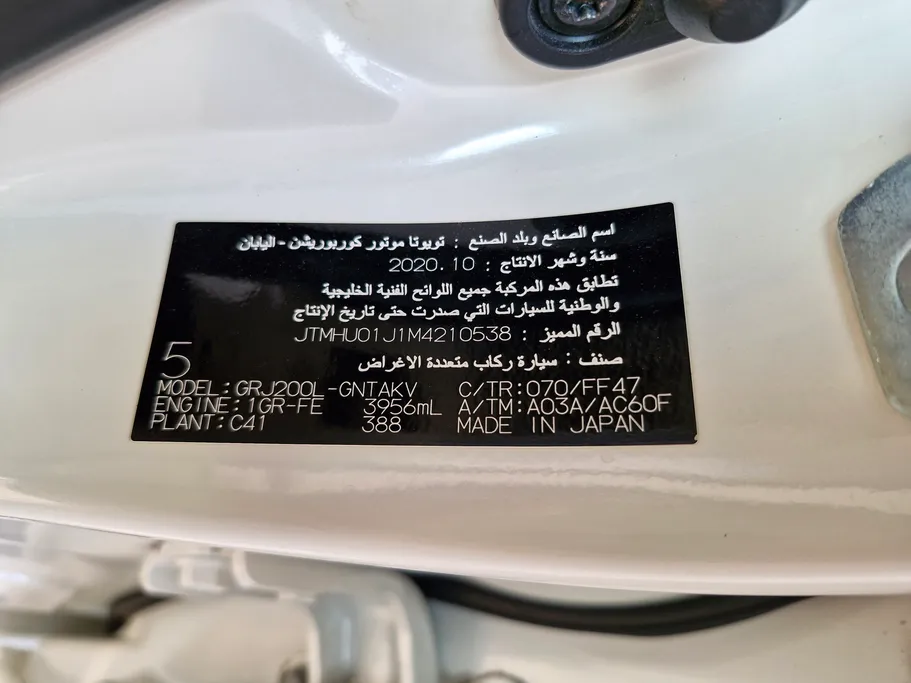 اسم الصانع وبلد الصنع : تويوتا موتور كوربوريشن - اليابان
سنة وشهر الانتاج : 2020.10
تطابق هذه المركبة جميع اللوائح الفنية الخليجية
والوطنية للسيارات التي صدرت حتى تاريخ الإنتاج
الرقم المميز : JTMHU01J1M4210538
صنف : سيارة ركاب متعددة الاغراض
5
MODEL:GRJ200L-GNTAKV C/TR:070/FF47
ENGINE:1GR-FE 3956mL A/TM:A03A/AC60F
PLANT:C41 388 MADE IN JAPAN